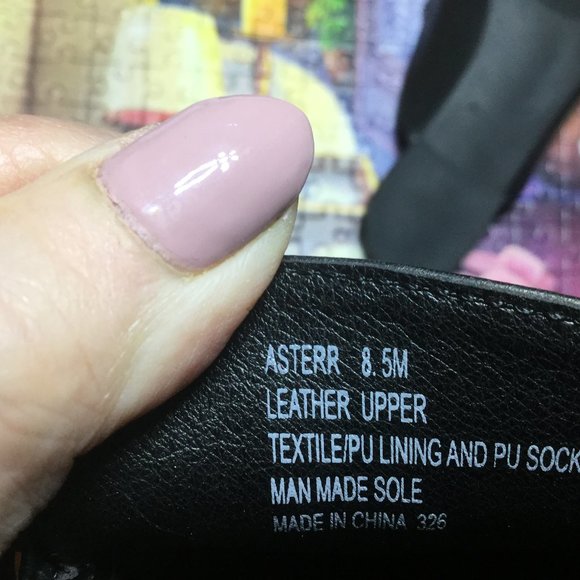 ASTERR 8.5M
LEATHER UPPER
TEXTILE/PU LINING AND PU SOCK
MAN MADE SOLE
MADE IN CHINA 326